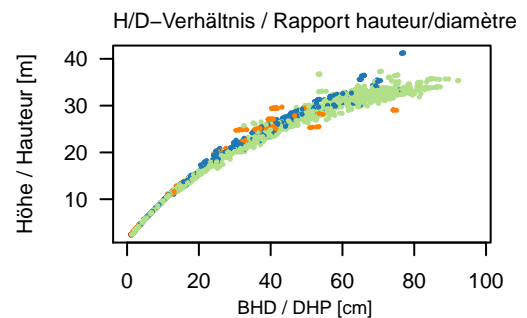 H/D−Verhältnis / Rapport hauteur/diamètre
Höhe / Hauteur [m]
40
30
20
10
0 20 40 60 80 100
BHD / DHP [cm]